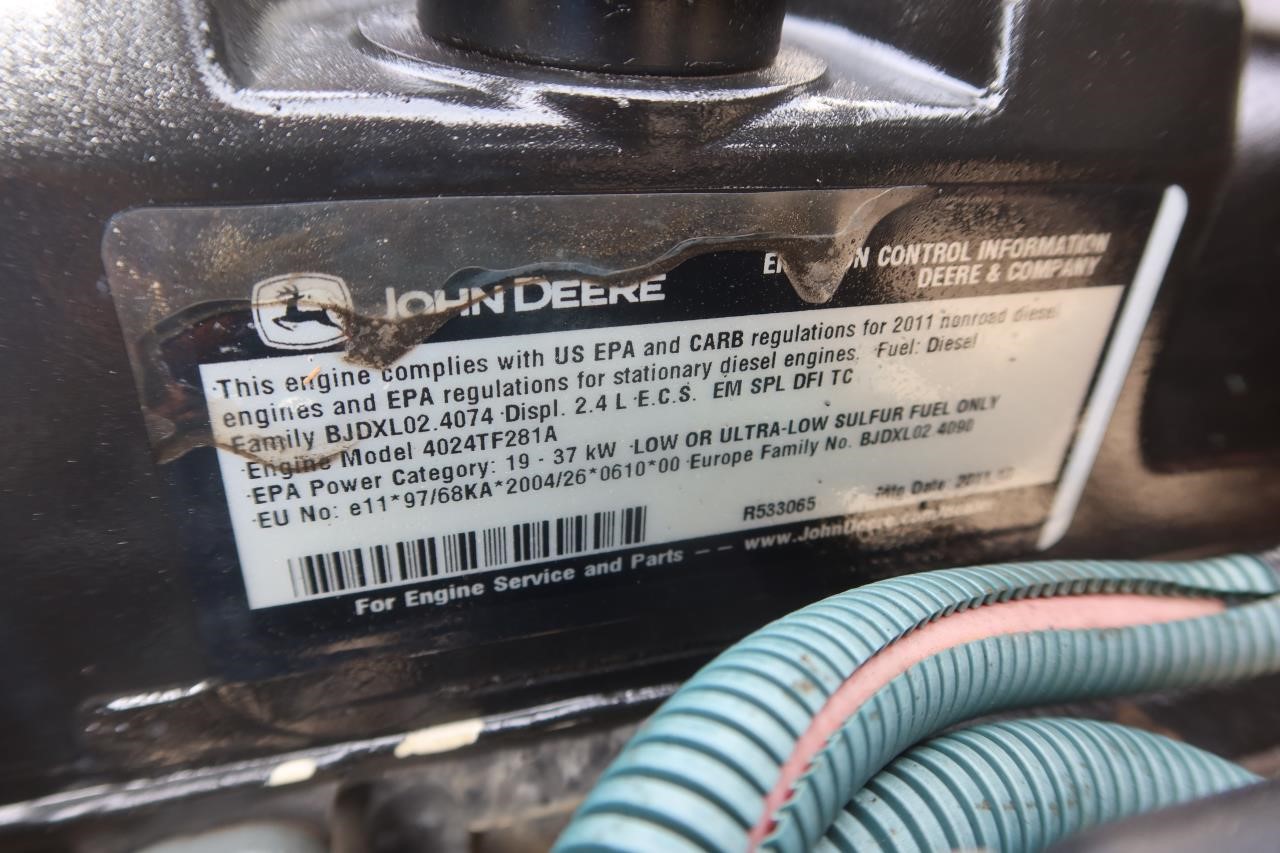 JOHN DEERE
CONTROL INFORMATION
DEERE & COMPANY
This engine complies with US EPA and CARB regulations for 2011 nonroad diesel
engines and EPA regulations for stationary diesel engines. Fuel: Diesel
Family BJDXL02.4074 ·Displ. 2.4 L ·E.C.S. EM SPL DFI TC
·Engine Model 4024TF281A
·EPA Power Category: 19 - 37 kW ·LOW OR ULTRA-LOW SULFUR FUEL ONLY
·EU No: e11*97/68KA*2004/26*0610*00 ·Europe Family No. BJDXL02.4090
R533065 Mfg Date
For Engine Service and Parts -- www.JohnDeere.com